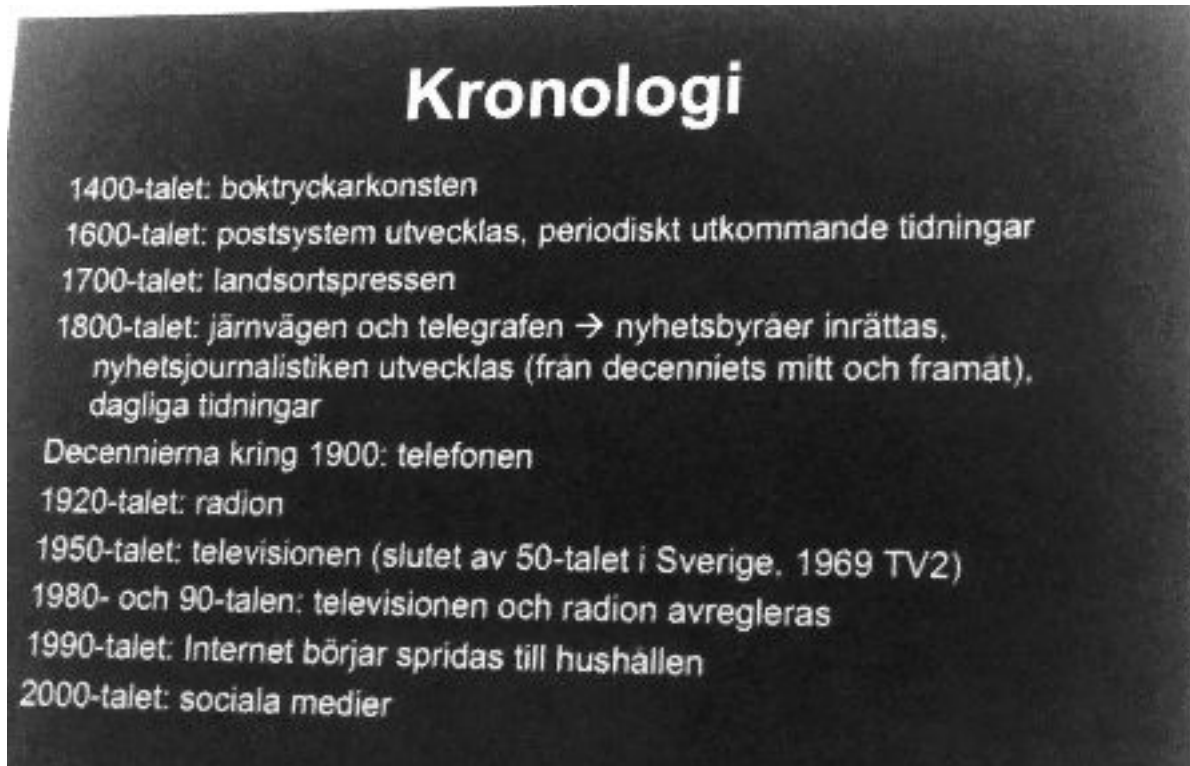 Kronologi
1400-talet: boktryckarkonsten
1600-talet: postsystem utvecklas, periodiskt utkommande tidningar
1700-talet: landsortspressen
1800-talet: järnvägen och telegrafen → nyhetsbyråer inrättas,
nyhetsjournalistiken utvecklas (från decenniets mitt och framåt),
dagliga tidningar
Decennierna kring 1900: telefonen
1920-talet: radion
1950-talet: televisionen (slutet av 50-talet i Sverige, 1969 TV2)
1980- och 90-talen: televisionen och radion avregleras
1990-talet: Internet börjar spridas till hushållen
2000-talet: sociala medier